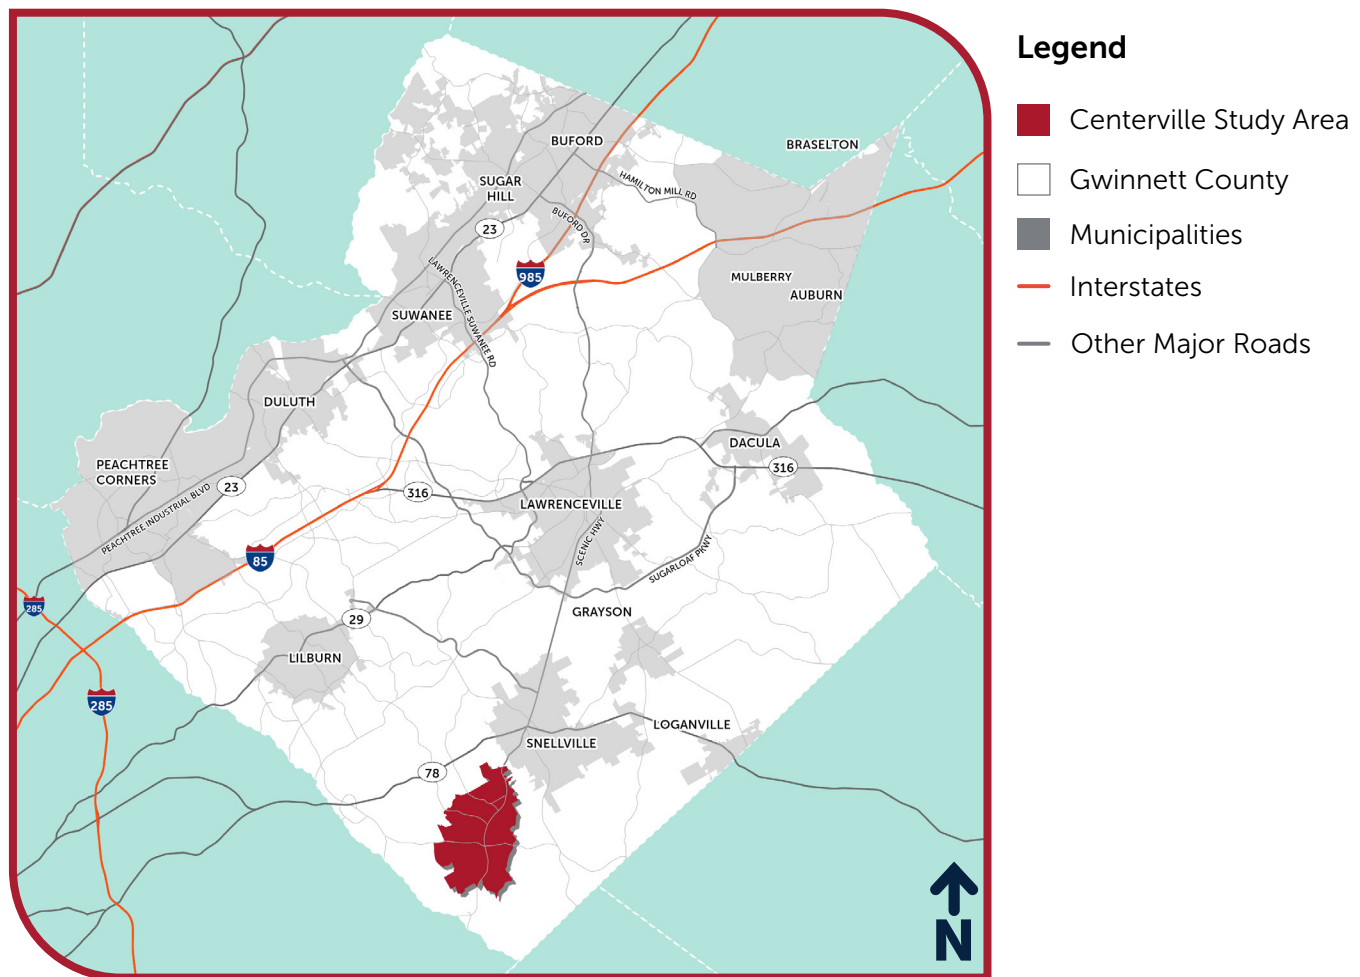 Legend
Centerville Study Area
Gwinnett County
Municipalities
Interstates
Other Major Roads
BUFORD
BRASELTON
SUGAR
HILL
HAMILTON MILL RD
BUFORD DR
23
LAWRENCEVILLE SUWANEE RD
985
MULBERRY
AUBURN
SUWANEE
DULUTH
DACULA
PEACHTREE
CORNERS
316
23
316
LAWRENCEVILLE
PEACHTREE INDUSTRIAL BLVD
SCENIC HWY
85
SUGARLOAF PKWY
285
GRAYSON
29
LILBURN
285
LOGANVILLE
SNELLVILLE
78
N